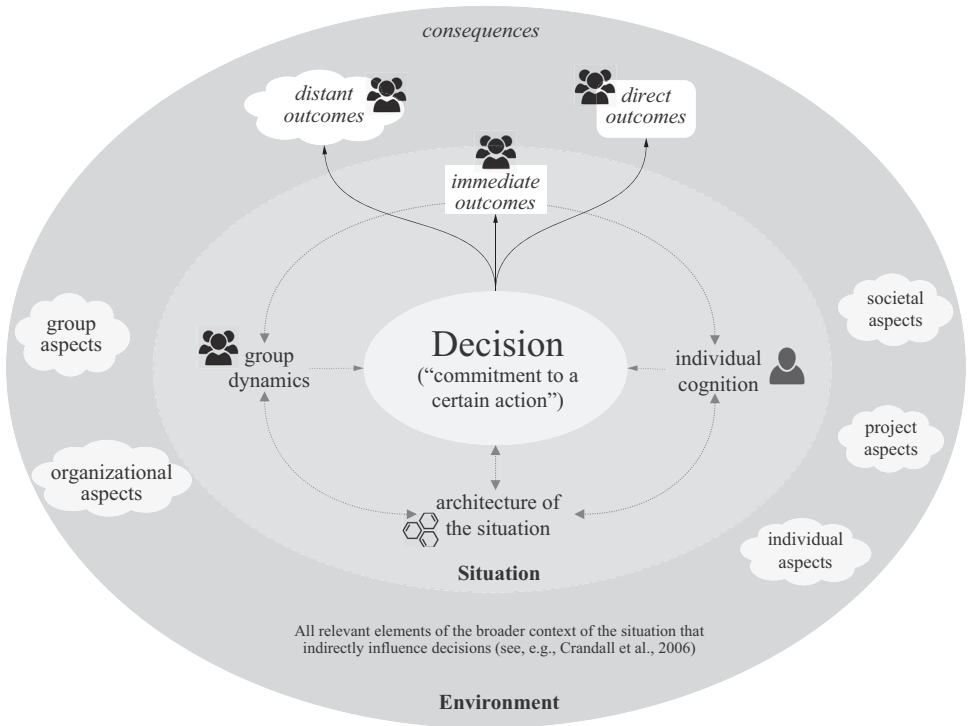 consequences
distant
outcomes
direct
outcomes
immediate
outcomes
group
aspects
societal
aspects
group
dynamics
Decision
(“commitment to a
certain action”)
individual
cognition
organizational
aspects
project
aspects
architecture of
the situation
individual
aspects
Situation
All relevant elements of the broader context of the situation that
indirectly influence decisions (see, e.g., Crandall et al., 2006)
Environment